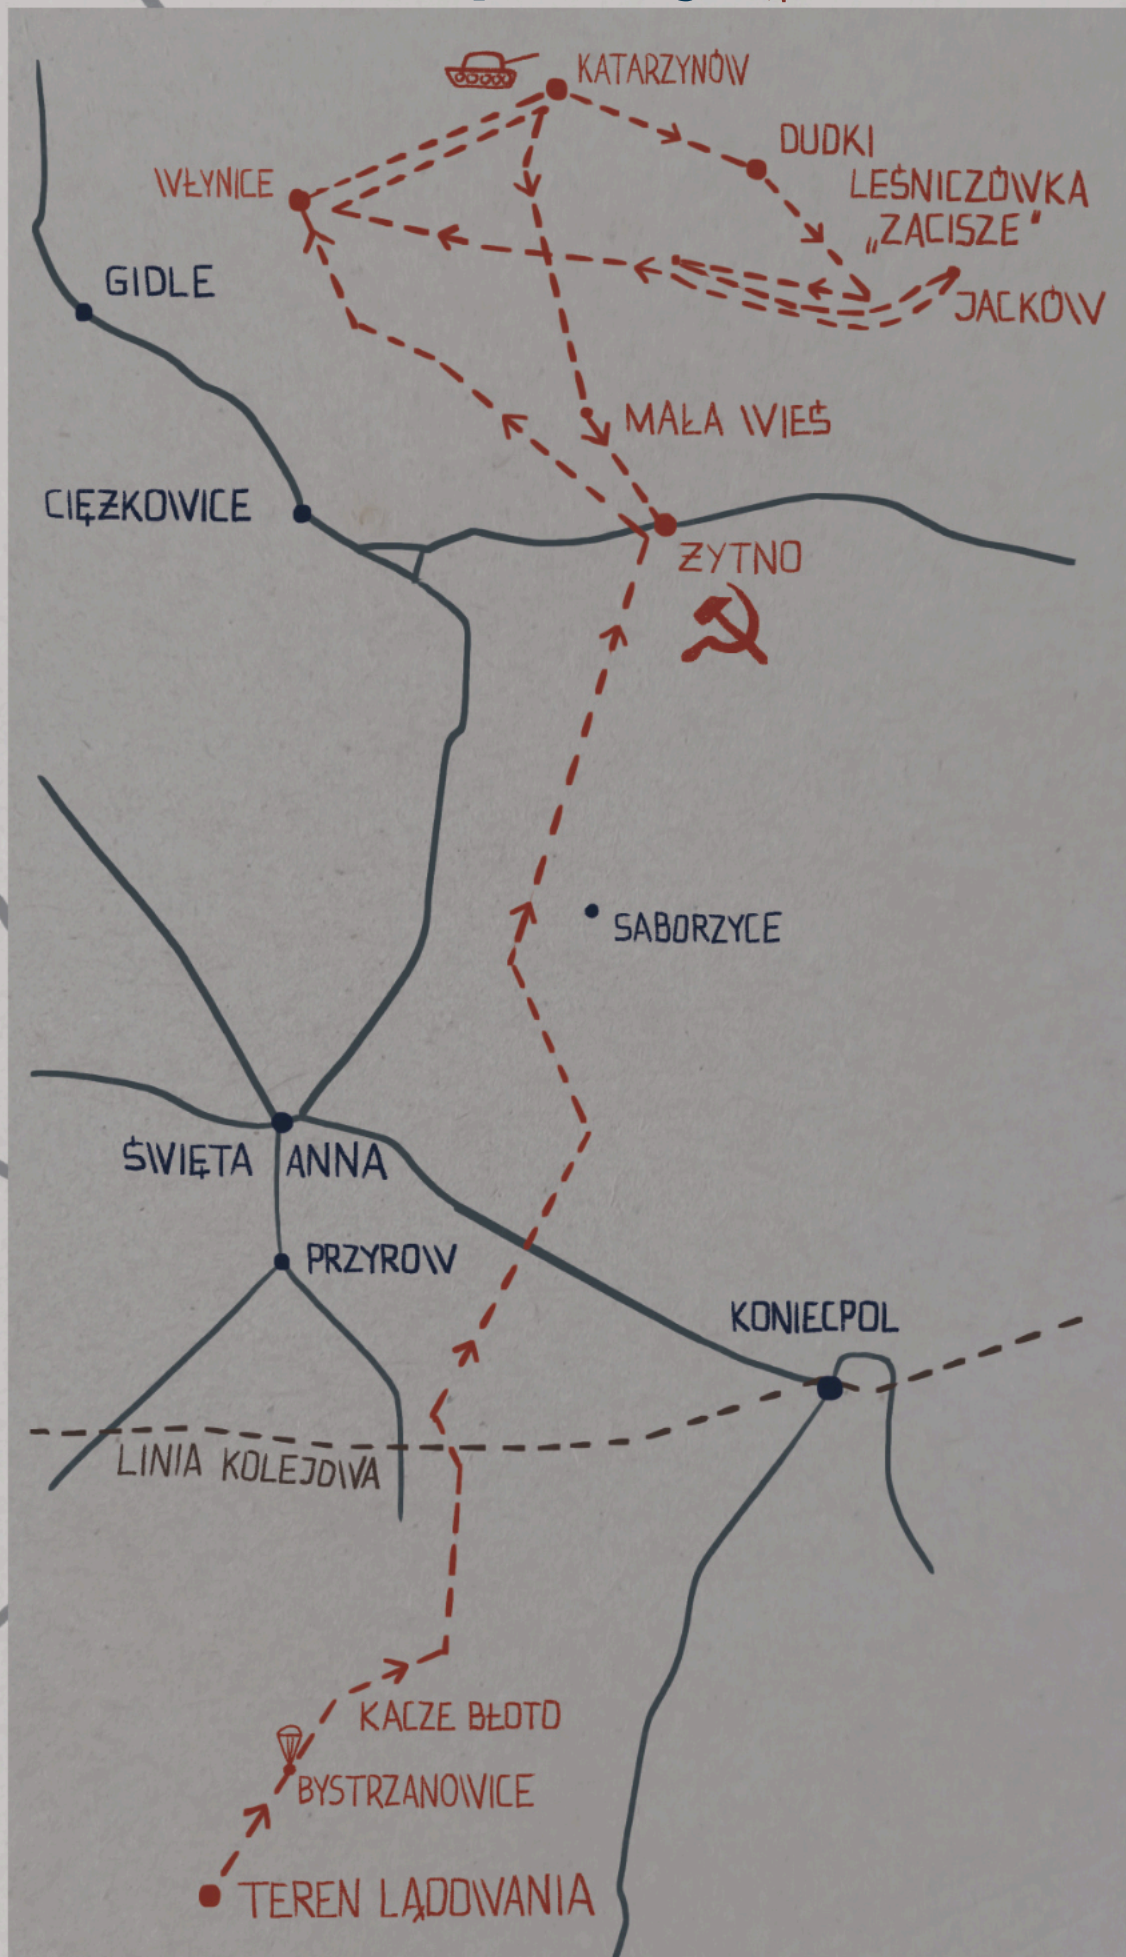 KATARZYNÓW
DUDKI
WŁYNICE
LEŚNICZÓWKA
„ZACISZE"
GIDLE
JACKÓW
MAŁA WIEŚ
CIĘŻKOWICE
ŻYTNO
SABORZYCE
ŚWIĘTA ANNA
PRZYROW
KONIECPOL
LINIA KOLEJOWA
KACZE BŁOTO
BYSTRZANOWICE
TEREN LĄDOWANIA